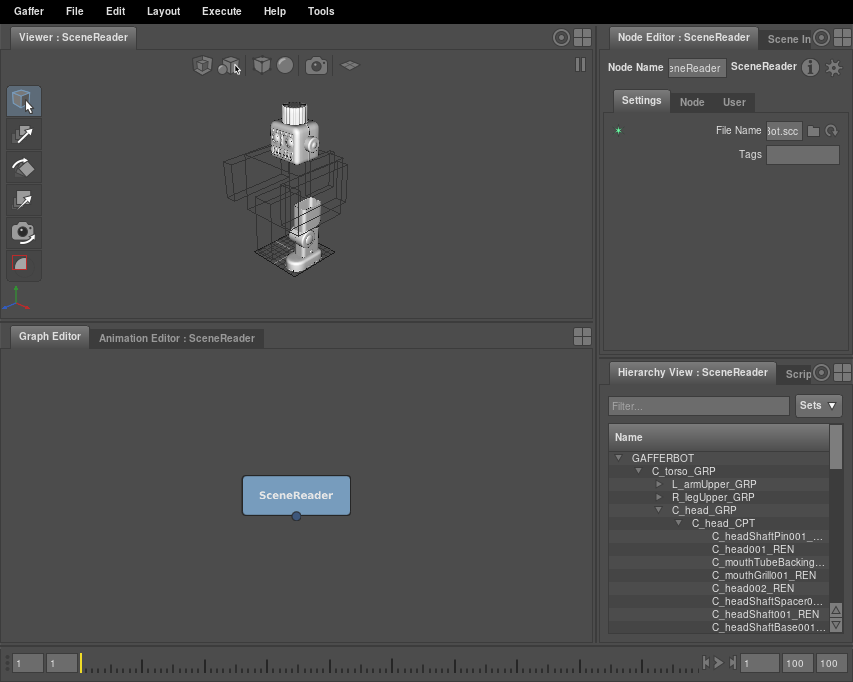 Gaffer File Edit Layout Execute Help Tools
Viewer : SceneReader
Node Editor : SceneReader Scene In
Node Name eneReader SceneReader
Settings Node User
File Name Bot.scc
Tags
Graph Editor Animation Editor : SceneReader
SceneReader
Hierarchy View : SceneReader Scrip
Filter... Sets
Name
GAFFERBOT
C_torso_GRP
L_armUpper_GRP
R_legUpper_GRP
C_head_GRP
C_head_CPT
C_headShaftPin001_...
C_head001_REN
C_mouthTubeBacking...
C_mouthGrill001_REN
C_head002_REN
C_headShaftSpacer0...
C_headShaft001_REN
C_headShaftBase001...
1 1 1 100 100